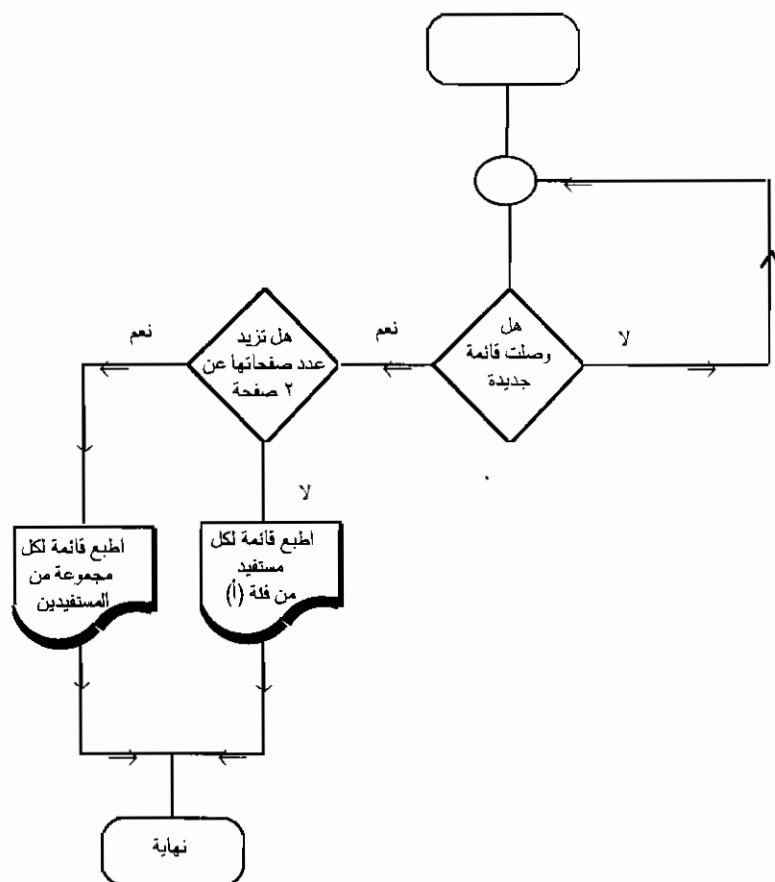 هل
وصلت قائمة
جديدة
لا
نعم
هل تزيد
عدد صفحاتها عن
٢ صفحة
نعم
لا
اطبع قائمة لكل
مستفيد
من فئة (أ)
اطبع قائمة لكل
مجموعة من
المستفيدين
نهاية